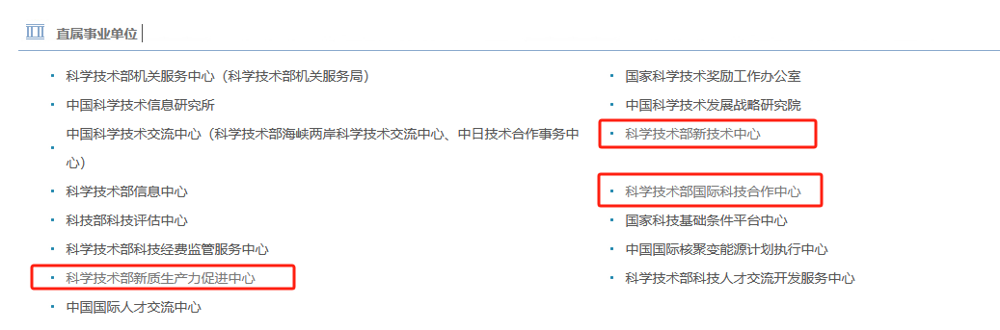 直属事业单位
科学技术部机关服务中心（科学技术部机关服务局）
国家科学技术奖励工作办公室
中国科学技术信息研究所
中国科学技术发展战略研究院
中国科学技术交流中心（科学技术部海峡两岸科学技术交流中心、中日技术合作事务中
心）
科学技术部新技术中心
科学技术部信息中心
科学技术部国际科技合作中心
科技部科技评估中心
国家科技基础条件平台中心
科学技术部科技经费监管服务中心
中国国际核聚变能源计划执行中心
科学技术部新质生产力促进中心
科学技术部科技人才交流开发服务中心
中国国际人才交流中心